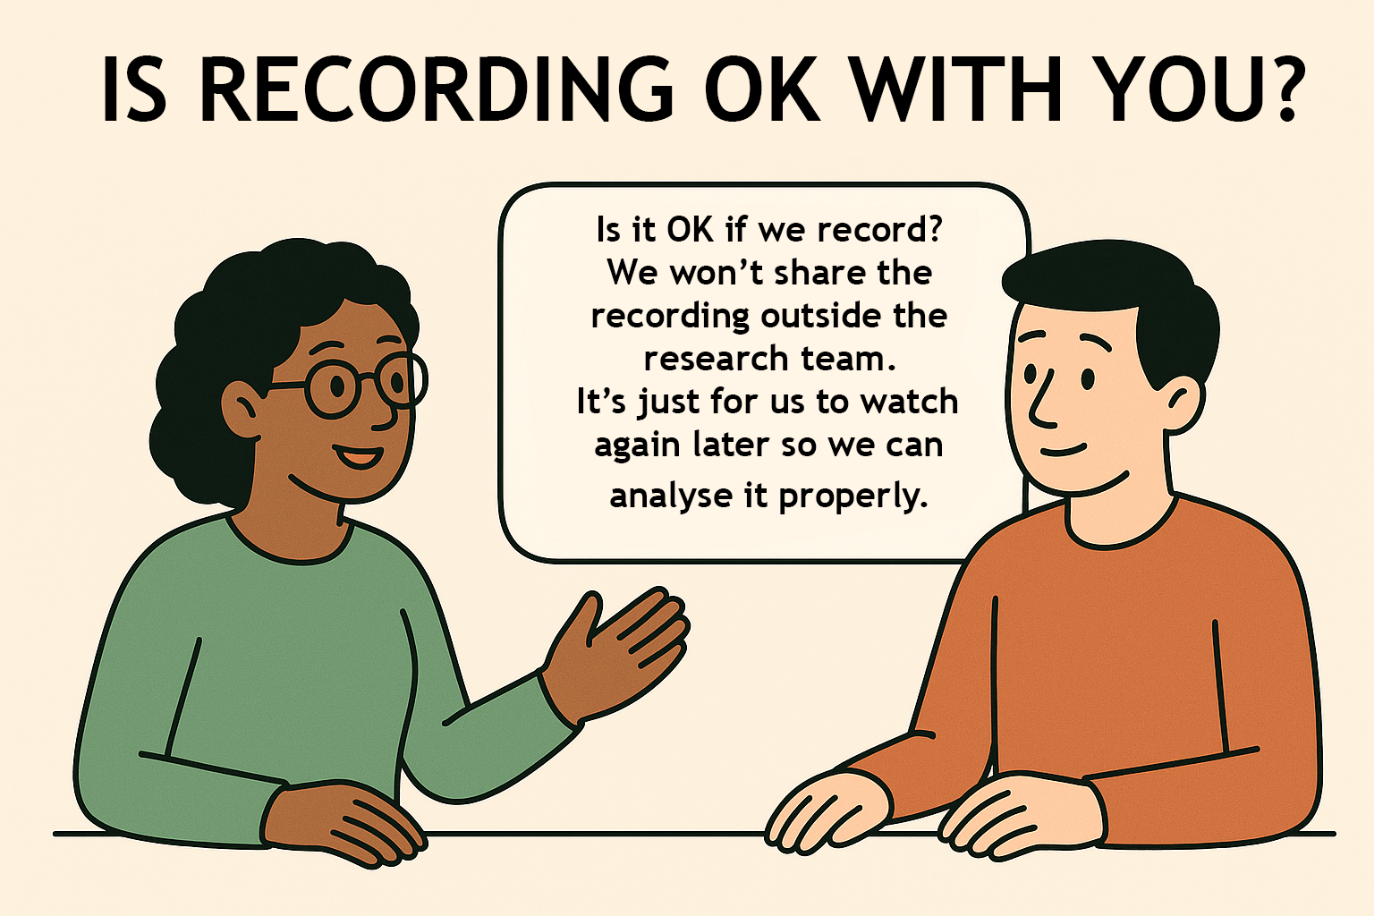 IS RECORDING OK WITH YOU?
Is it OK if we record?
We won’t share the
recording outside the
research team.
It’s just for us to watch
again later so we can
analyse it properly.